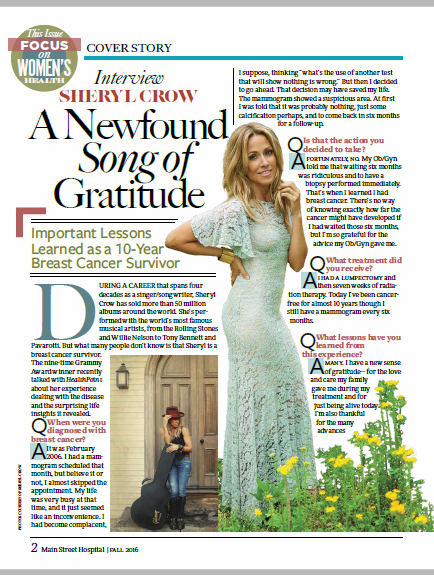 This Issue
FOCUS
on
WOMEN'S
HEALTH
COVER STORY
Interview
SHERYL CROW
A Newfound
Song of
Gratitude
Important Lessons
Learned as a 10-Year
Breast Cancer Survivor
DURING A CAREER that spans four
decades as a singer/songwriter, Sheryl
Crow has sold more than 50 million
albums around the world. She's per-
formed with the world's most famous
musical artists, from the Rolling Stones
and Willie Nelson to Tony Bennett and
Pavarotti. But what many people don't know is that Sheryl is a
breast cancer survivor.
The nine-time Grammy
Award winner recently
talked with HealthPoint
about her experience
dealing with the disease
and the surprising life
insights it revealed.
Q When were you
diagnosed with
breast cancer?
A It was February
2006. I had a mam-
mogram scheduled that
month, but believe it or
not, I almost skipped the
appointment. My life
was very busy at that
time, and it just seemed
like an inconvenience. I
had become complacent,
I suppose, thinking "what's the use of another test
that will show nothing is wrong." But then I decided
to go ahead. That decision may have saved my life.
The mammogram showed a suspicious area. At first
I was told that it was probably nothing, just some
calcification perhaps, and to come back in six months
for a follow-up.
Q Is that the action you
decided to take?
A FORTUNATELY, NO. My Ob/Gyn
told me that waiting six months
was ridiculous and to have a
biopsy performed immediately.
That's when I learned I had
breast cancer. There's no way
of knowing exactly how far the
cancer might have developed if
I had waited those six months,
but I'm so grateful for the
advice my Ob/Gyn gave me.
Q What treatment did
you receive?
A I HAD A LUMPECTOMY and
then seven weeks of radia-
tion therapy. Today I've been cancer-
free for almost 10 years though I
still have a mammogram every six
months.
Q What lessons have you
learned from
this experience?
A MANY. I have a new sense
of gratitude—for the love
and care my family
gave me during my
treatment and for
just being alive today.
I'm also thankful
for the many
advances
PHOTOS COURTESY OF SHERYL CROW
2 Main Street Hospital | FALL 2016